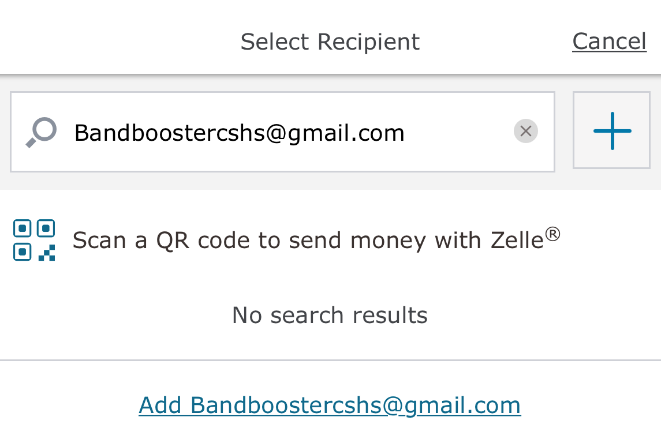 Select Recipient
Cancel
Bandboostercshs@gmail.com
Scan a QR code to send money with Zelle®
No search results
Add Bandboostercshs@gmail.com